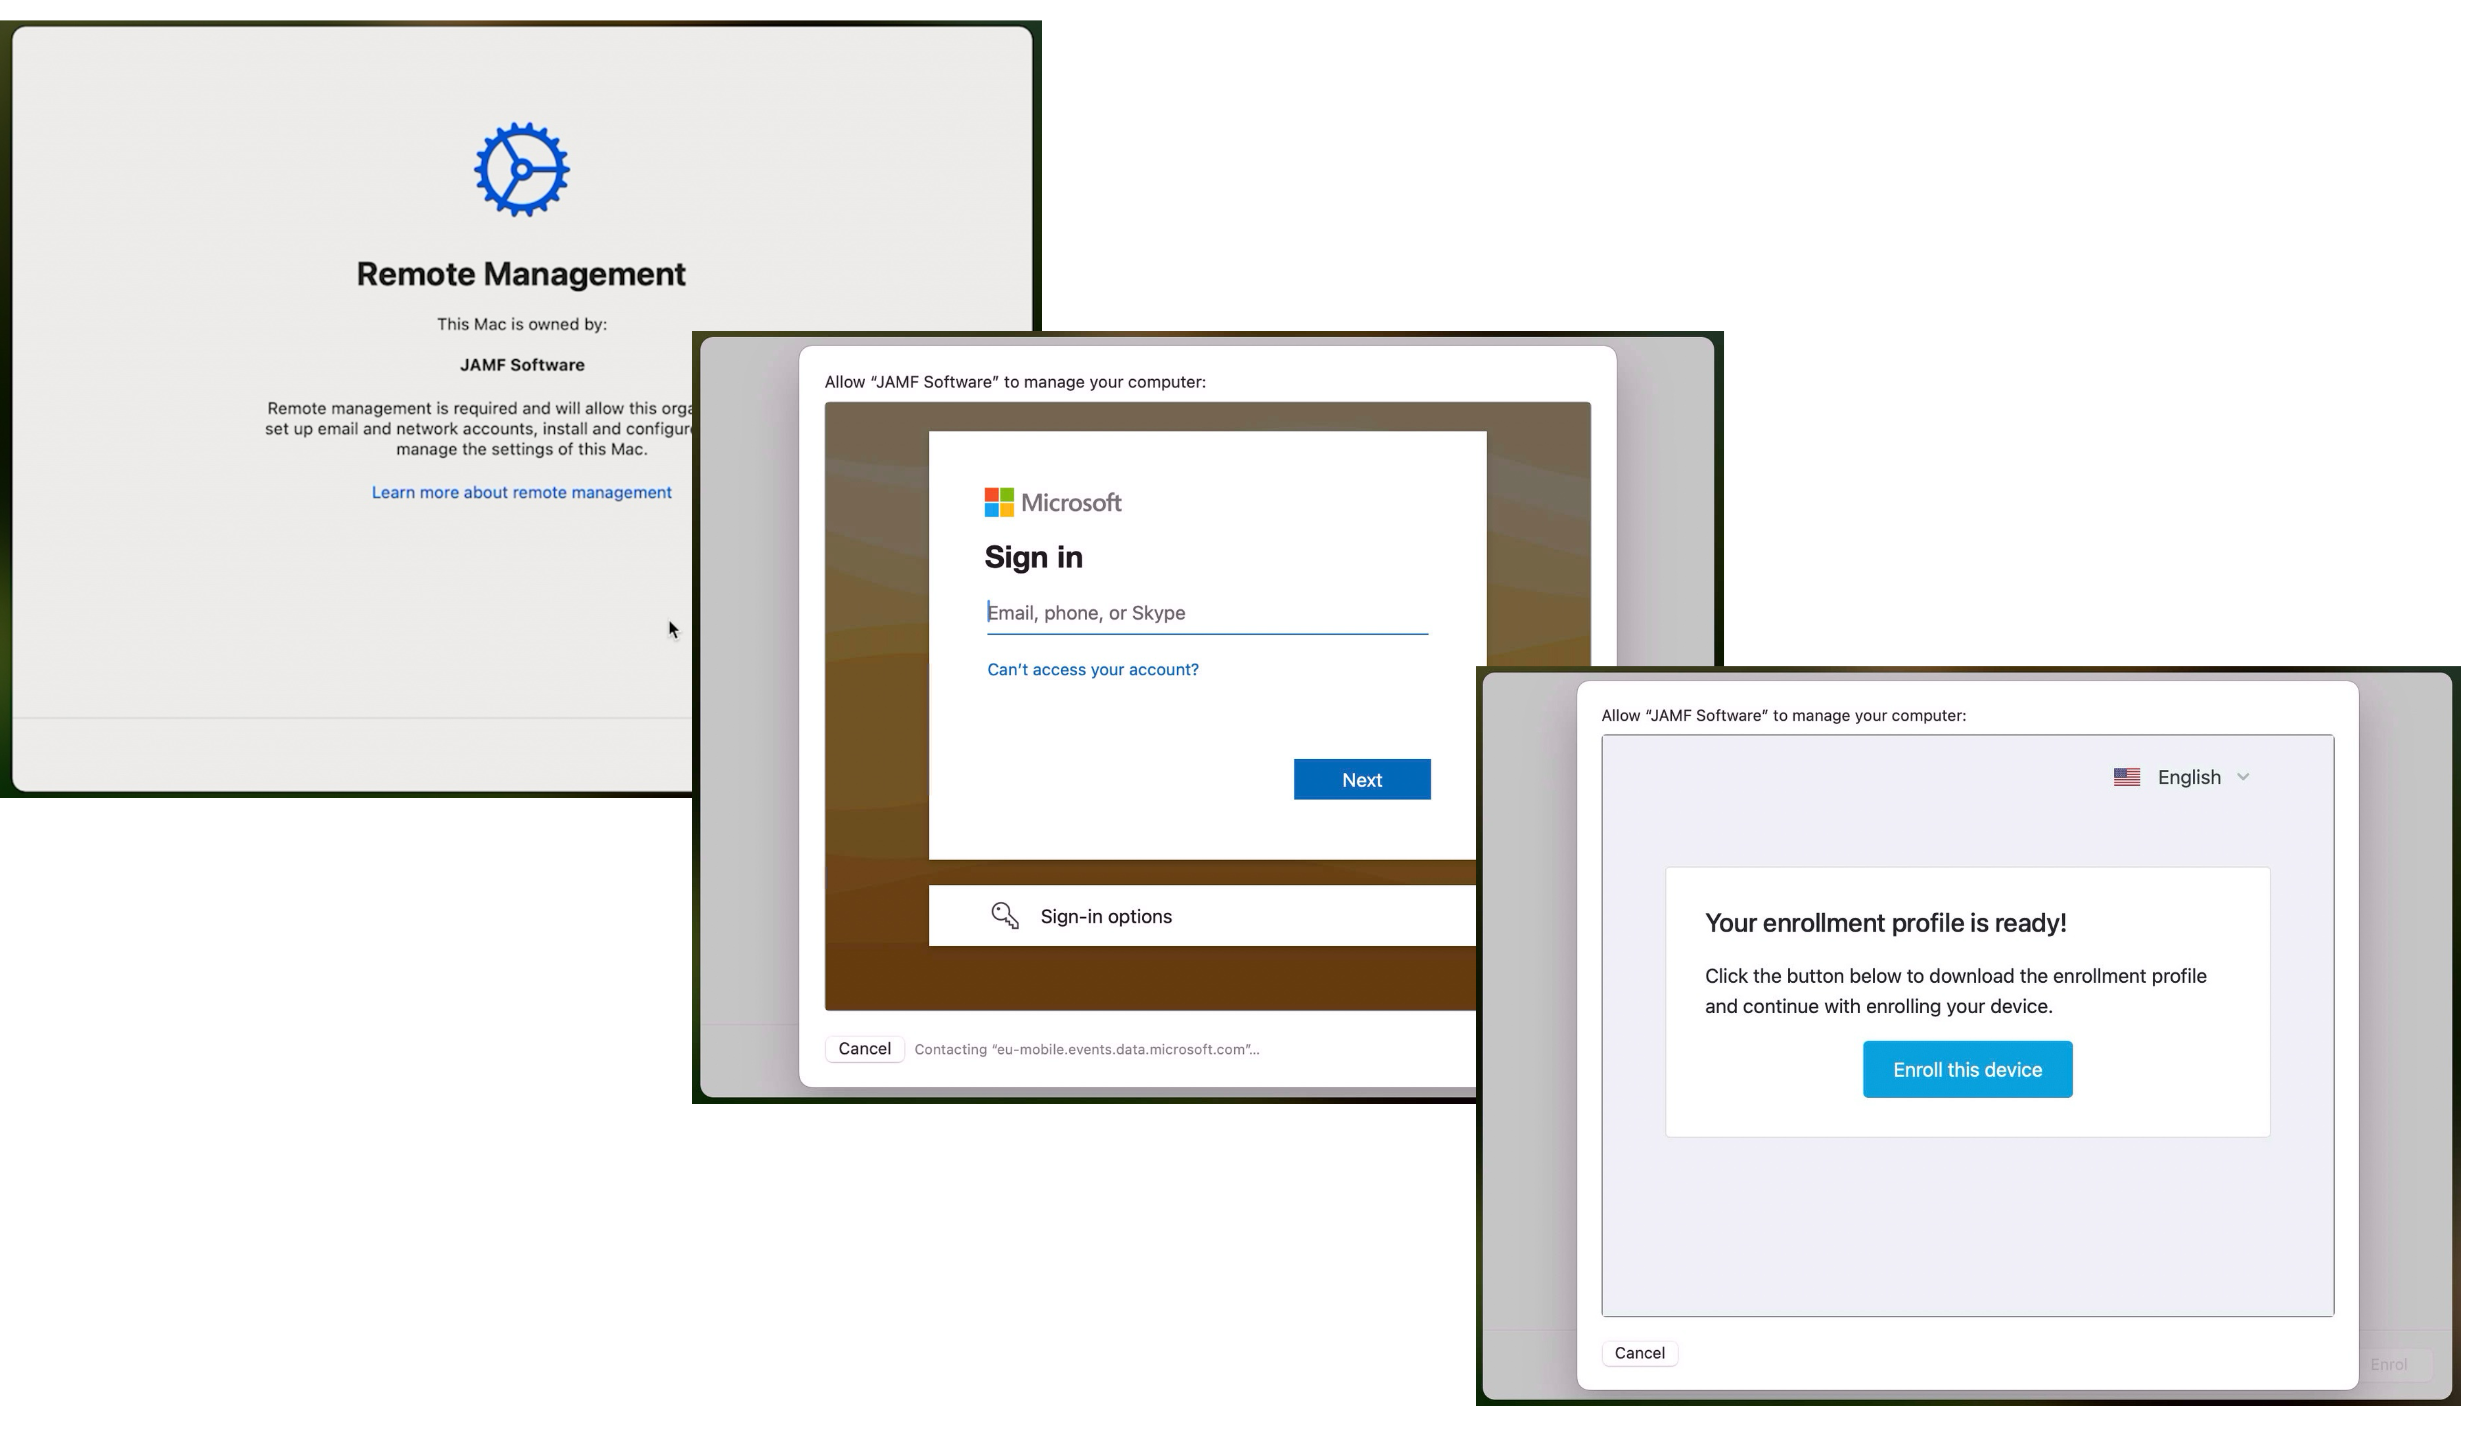 Remote Management
This Mac is owned by:
JAMF Software
Remote management is required and will allow this
set up email and network accounts, install and
manage the settings of this Mac.
Learn more about remote management
Allow “JAMF Software” to manage your computer:
Microsoft
Sign in
Email, phone, or Skype
Can’t access your account?
Next
Sign-in options
Cancel
Contacting “eu-mobile.events.data.microsoft.com”...
Allow “JAMF Software” to manage your computer:
English
Your enrollment profile is ready!
Click the button below to download the enrollment profile
and continue with enrolling your device.
Enroll this device
Cancel
Enrol